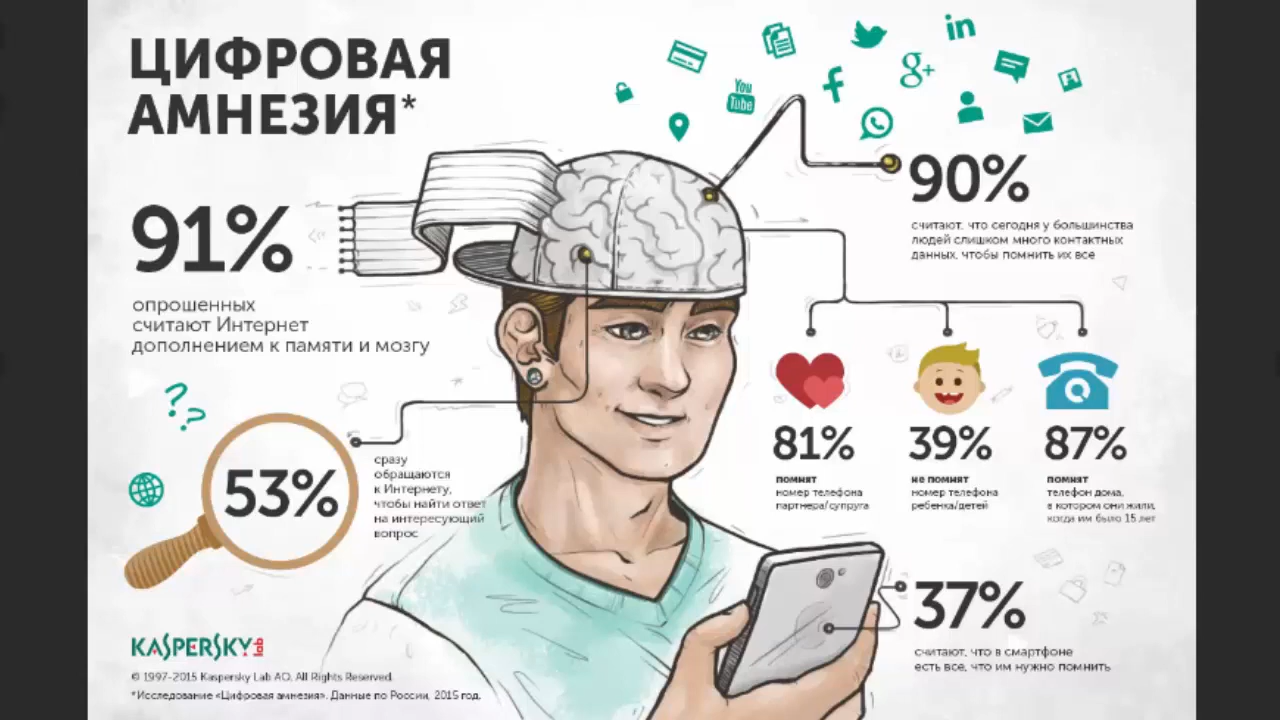 ЦИФРОВАЯ
АМНЕЗИЯ*
91%
опрошенных
считают Интернет
дополнением к памяти и мозгу
You
Tube
in
g+
90%
считают, что сегодня у большинства
людей слишком много контактных
данных, чтобы помнить их все
53%
сразу
обращаются
к Интернету,
чтобы найти ответ
на интересующий
вопрос
81%
помнят
номер телефона
партнера/супруга
39%
не помнят
номер телефона
ребенка/детей
87%
помнят
телефон дома,
в котором они жили,
когда им было 15 лет
37%
считают, что в смартфоне
есть все, что им нужно помнить
KASPERSKY lab
© 1997-2015 Kaspersky Lab AO. All Rights Reserved.
*Исследование «Цифровая амнезия». Данные по России, 2015 год.